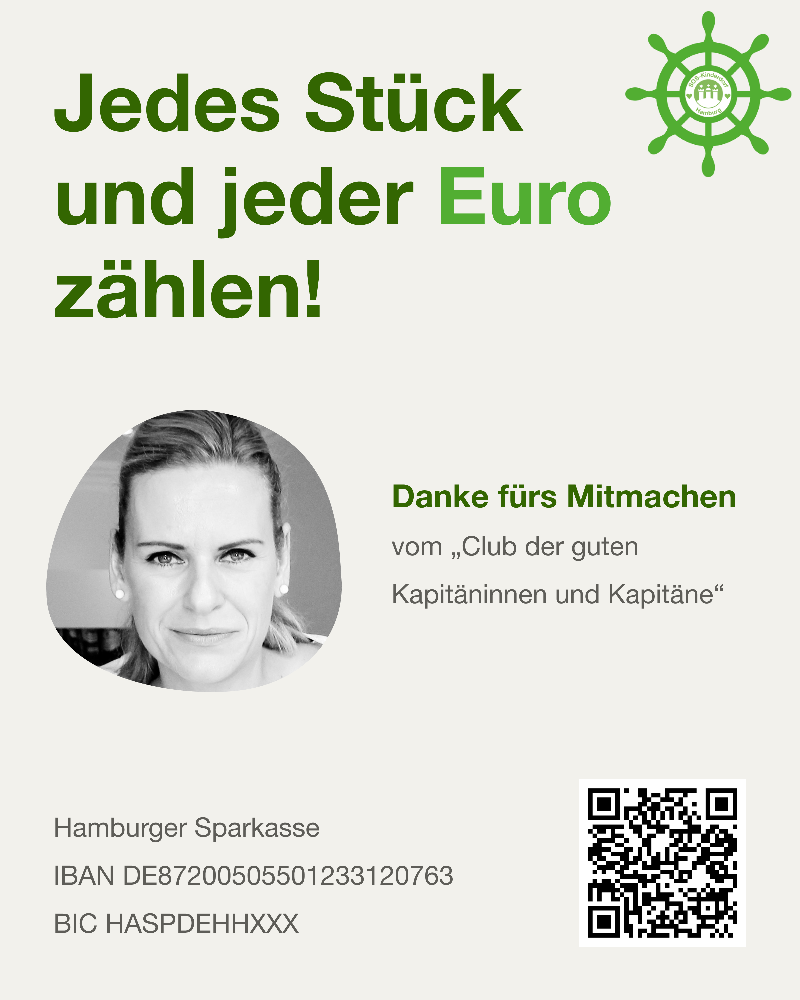 Jedes Stück
und jeder Euro
zählen!
SOS-Kinderdorf
Hamburg
Danke fürs Mitmachen
vom „Club der guten
Kapitäninnen und Kapitäne“
Hamburger Sparkasse
IBAN DE87200505501233120763
BIC HASPDEHHXXX